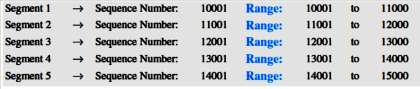 Segment 1 → Sequence Number: 10001 Range: 10001 to 11000
Segment 2 → Sequence Number: 11001 Range: 11001 to 12000
Segment 3 → Sequence Number: 12001 Range: 12001 to 13000
Segment 4 → Sequence Number: 13001 Range: 13001 to 14000
Segment 5 → Sequence Number: 14001 Range: 14001 to 15000